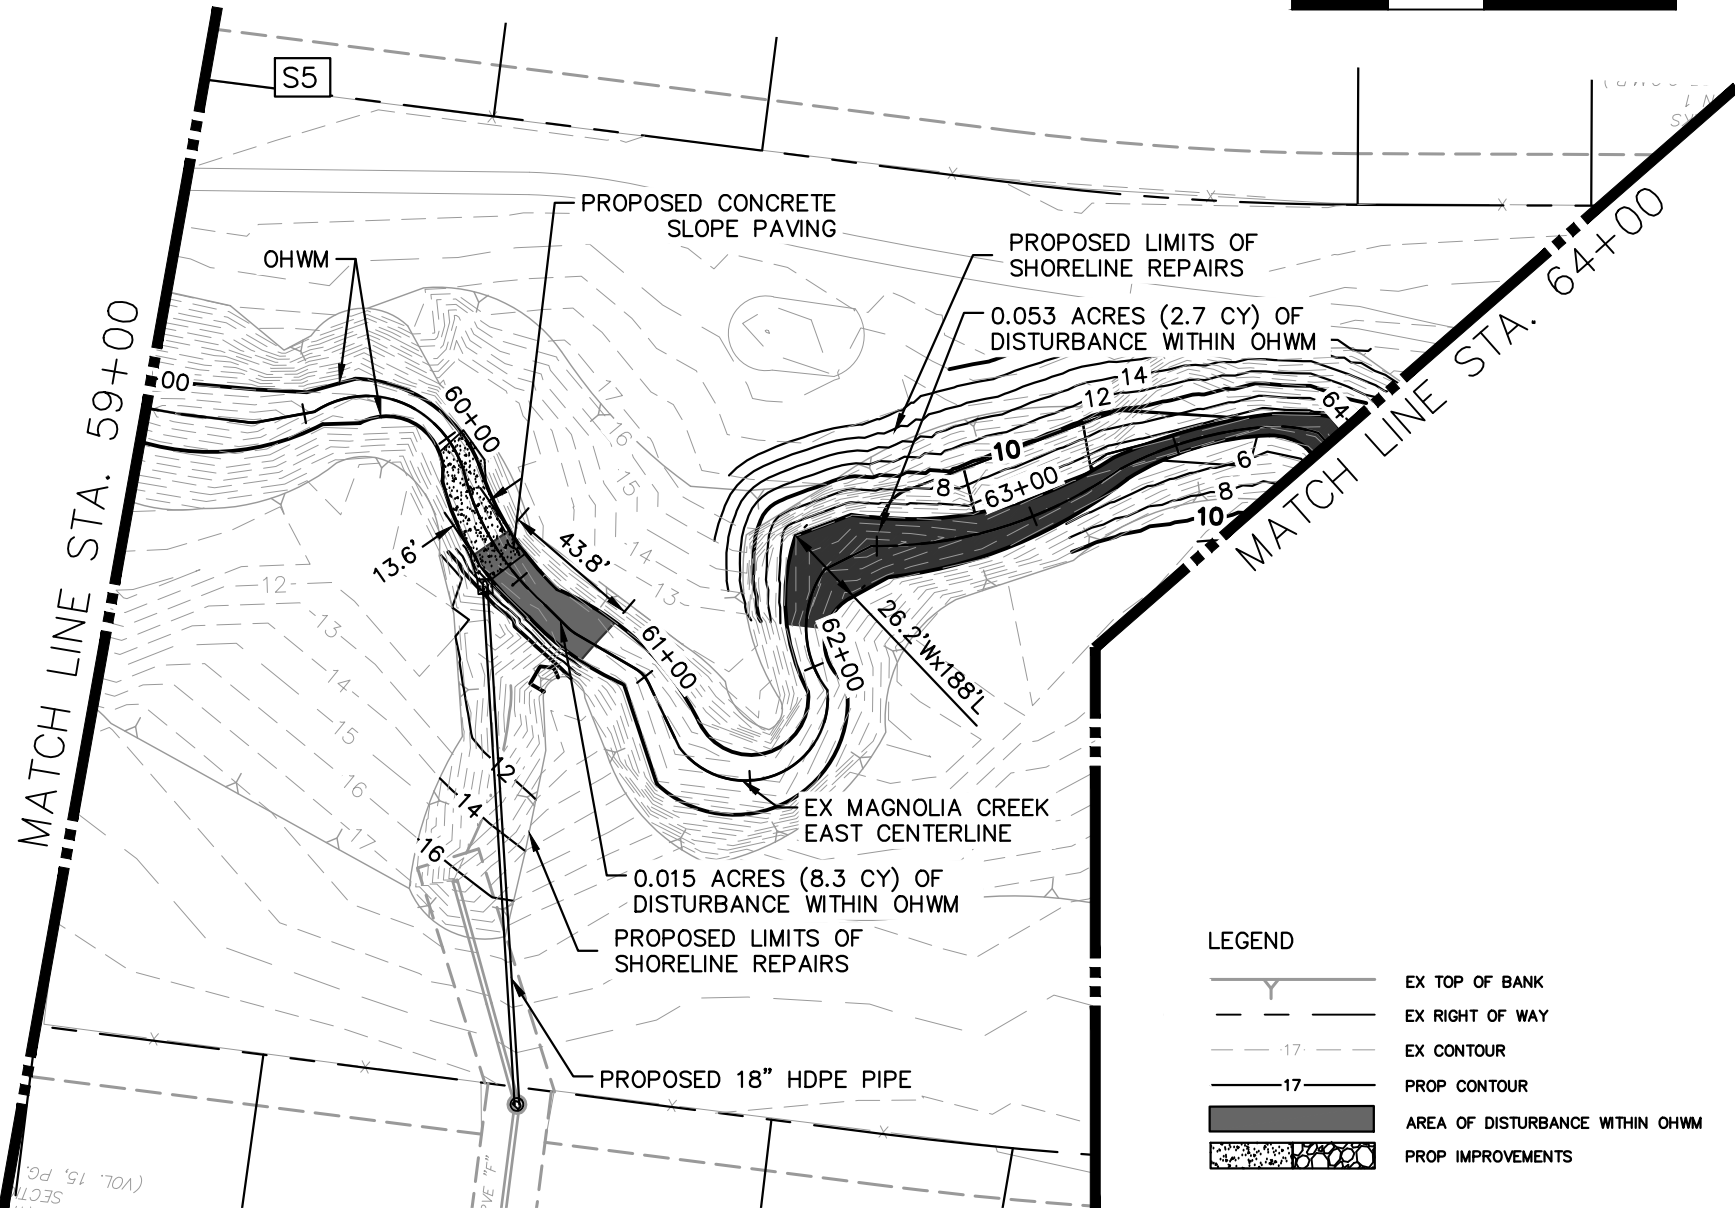 S5
PROPOSED CONCRETE
SLOPE PAVING
OHWM
PROPOSED LIMITS OF
SHORELINE REPAIRS
0.053 ACRES (2.7 CY) OF
DISTURBANCE WITHIN OHWM
MATCH LINE STA. 59+00
MATCH LINE STA. 64+00
00
60+00
61+00
62+00
63+00
64
14
12
10
8
6
8
10
17
16
15
14
13
13.6'
43.8'
26.2'Wx188'L
12
13
14
15
16
17
12
14
16
EX MAGNOLIA CREEK
EAST CENTERLINE
0.015 ACRES (8.3 CY) OF
DISTURBANCE WITHIN OHWM
PROPOSED LIMITS OF
SHORELINE REPAIRS
PROPOSED 18" HDPE PIPE
(VOL. 15, PG.
LEGEND
EX TOP OF BANK
EX RIGHT OF WAY
17
EX CONTOUR
17
PROP CONTOUR
AREA OF DISTURBANCE WITHIN OHWM
PROP IMPROVEMENTS